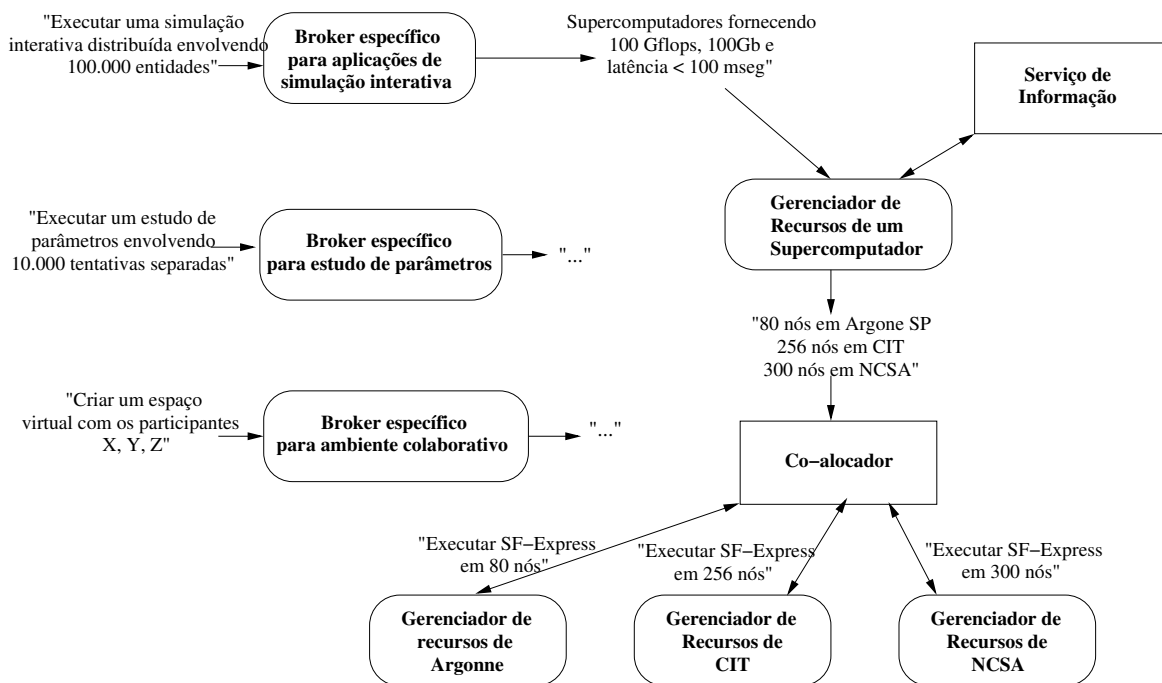 "Executar uma simulação
interativa distribuída envolvendo
100.000 entidades"
Broker específico
para aplicações de
simulação interativa
Supercomputadores fornecendo
100 Gflops, 100Gb e
latência < 100 mseg"
Serviço de
Informação
"Executar um estudo de
parâmetros envolvendo
10.000 tentativas separadas"
Broker específico
para estudo de parâmetros
"..."
Gerenciador de
Recursos de um
Supercomputador
"80 nós em Argone SP
256 nós em CIT
300 nós em NCSA"
"Criar um espaço
virtual com os participantes
X, Y, Z"
Broker específico
para ambiente colaborativo
"..."
Co−alocador
"Executar SF−Express
em 80 nós"
"Executar SF−Express
em 256 nós"
"Executar SF−Express
em 300 nós"
Gerenciador de
recursos de
Argonne
Gerenciador de
Recursos de
CIT
Gerenciador de
Recursos de
NCSA